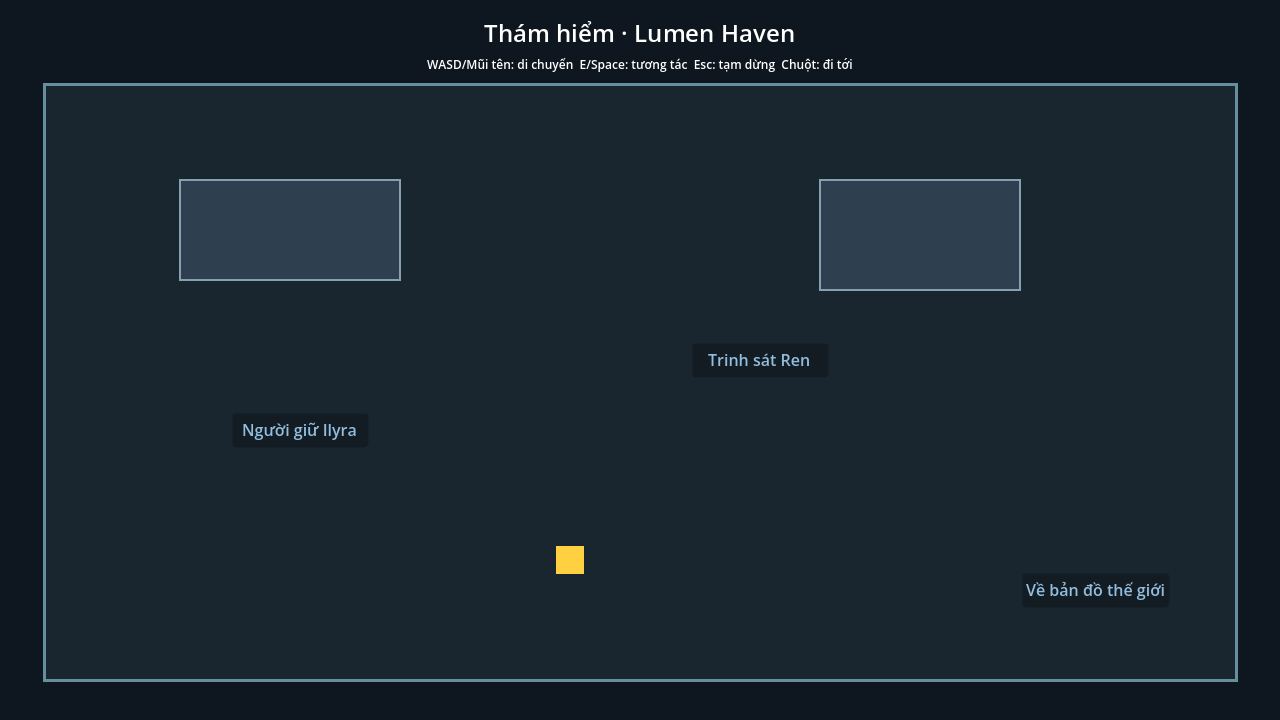 Thám hiểm · Lumen Haven
WASD/Mũi tên: di chuyển  E/Space: tương tác  Esc: tạm dừng  Chuột: đi tới
Trinh sát Ren
Người giữ Ilyra
Về bản đồ thế giới